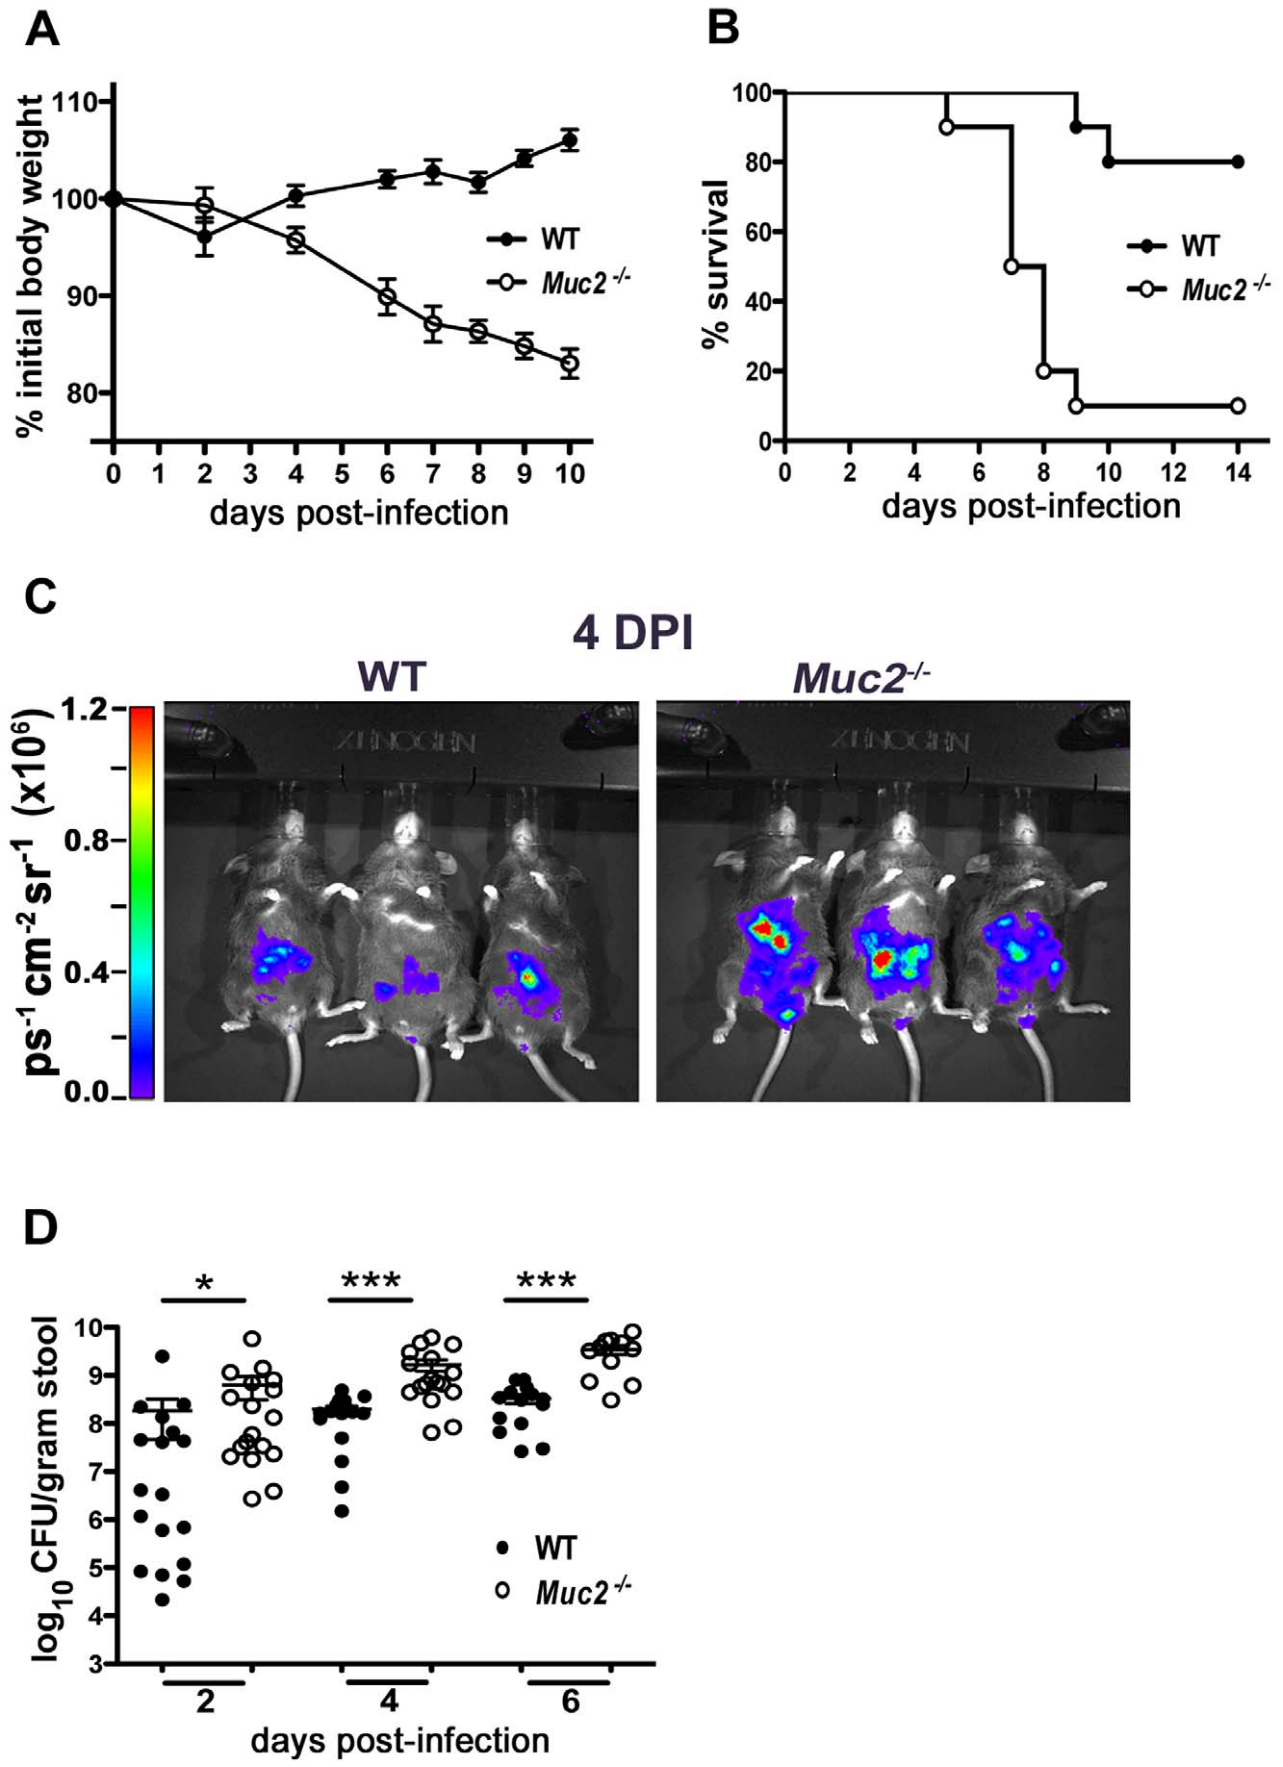 A
% initial body weight
110
100
90
80
WT
Muc2 -/-
0 1 2 3 4 5 6 7 8 9 10
days post-infection
B
% survival
100
80
60
40
20
0
WT
Muc2 -/-
0 2 4 6 8 10 12 14
days post-infection
C
4 DPI
WT Muc2-/-
ps-1 cm-2 sr-1 (x106)
1.2
0.8
0.4
0.0
XENOGEN XENOGEN
D
* *** ***
log10 CFU/gram stool
10
9
8
7
6
5
4
3
WT
Muc2 -/-
2 4 6
days post-infection